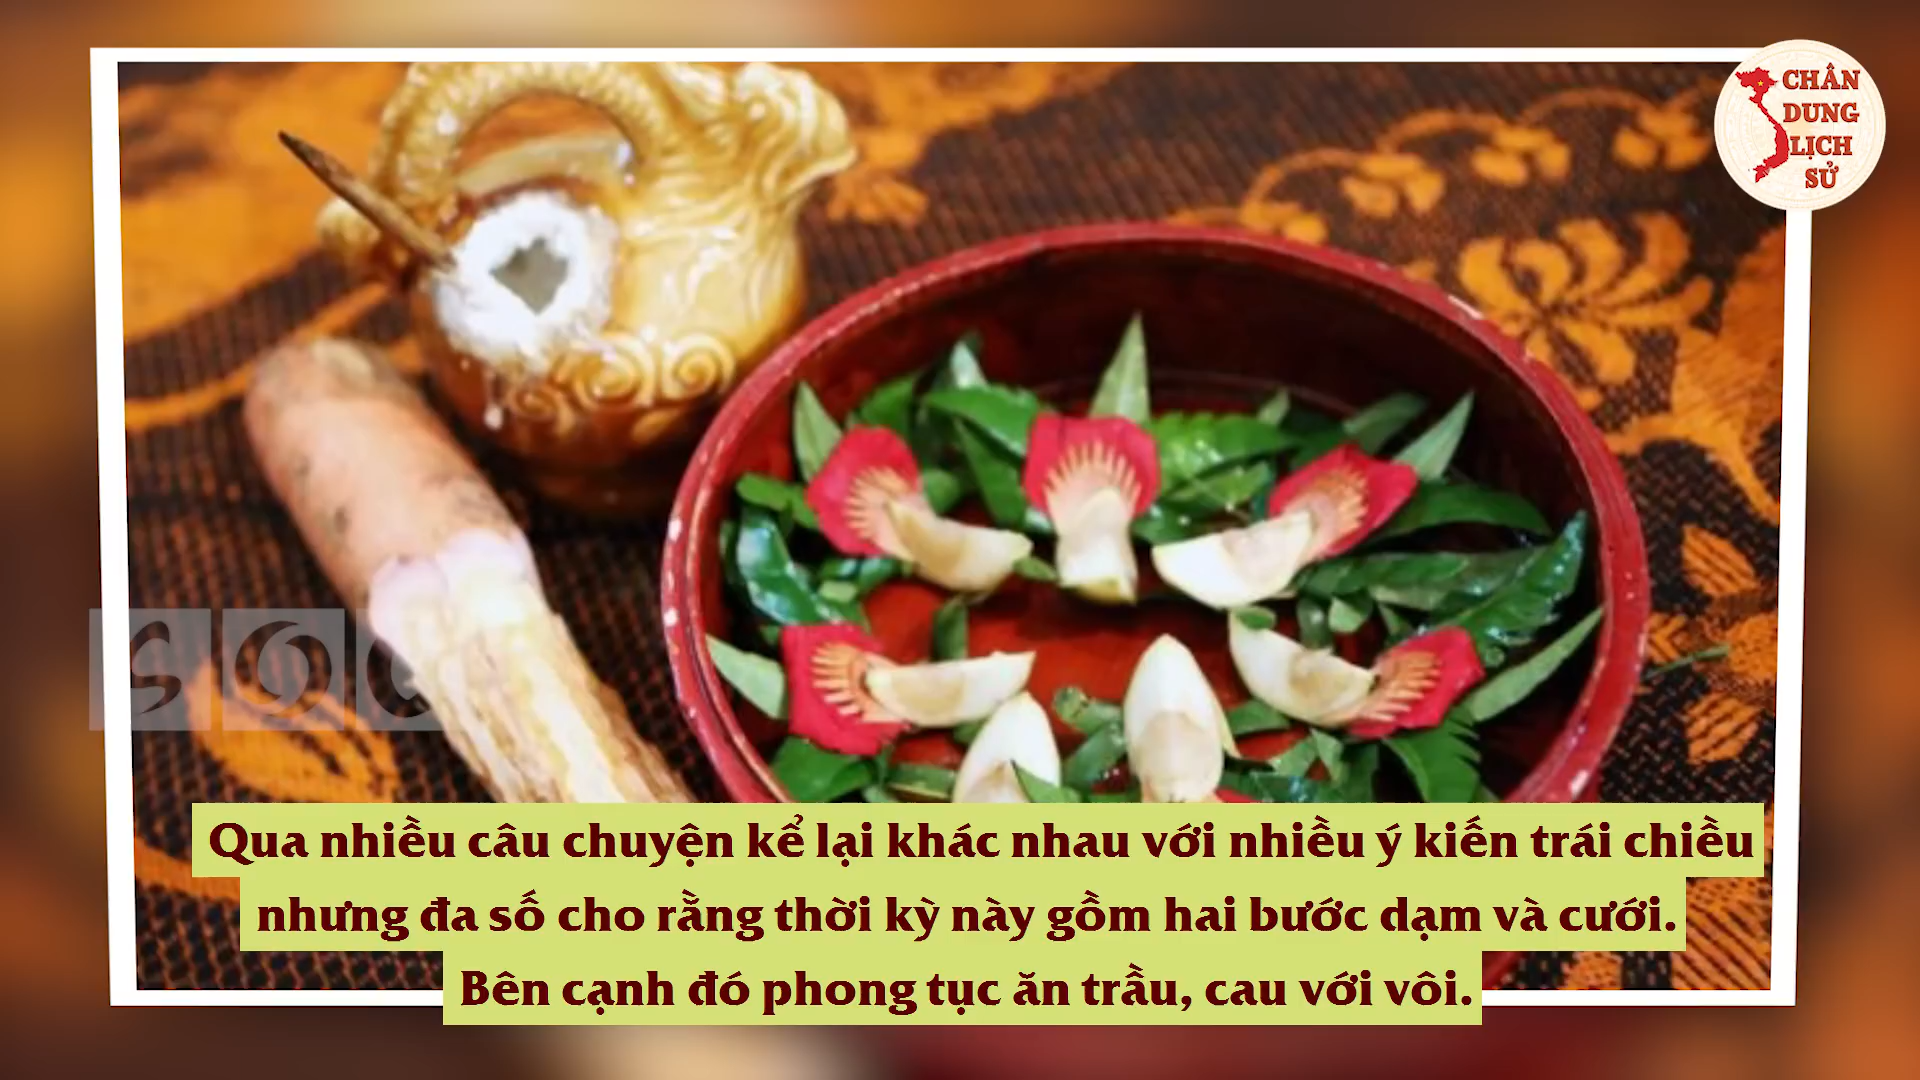 CHÂN
DUNG
LỊCH
SỬ
Qua nhiều câu chuyện kể lại khác nhau với nhiều ý kiến trái chiều
nhưng đa số cho rằng thời kỳ này gồm hai bước dạm và cưới.
Bên cạnh đó phong tục ăn trầu, cau với vôi.